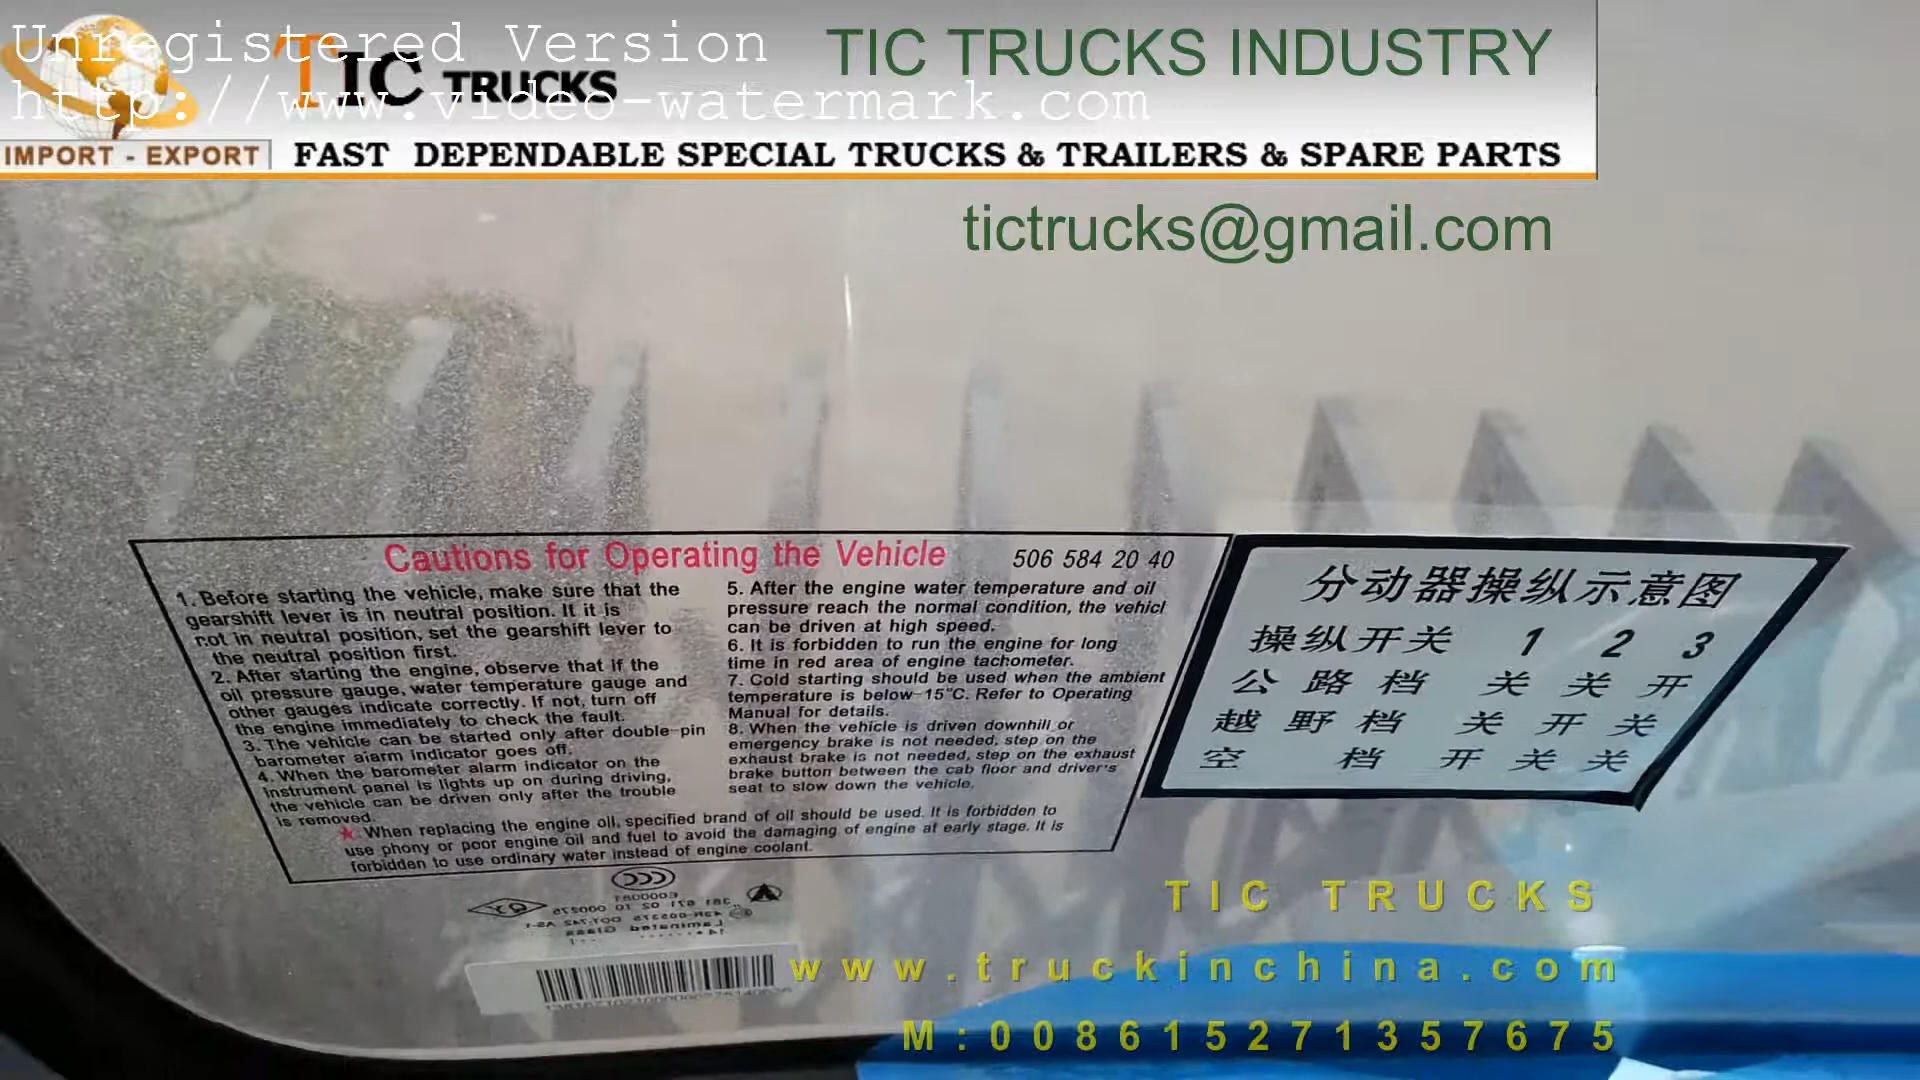 Unregistered Version
http://www.video-watermark.com
TIC TRUCKS
TIC TRUCKS INDUSTRY
IMPORT - EXPORT
FAST DEPENDABLE SPECIAL TRUCKS & TRAILERS & SPARE PARTS
tictrucks@gmail.com
Cautions for Operating the Vehicle
506 584 20 40
1. Before starting the vehicle, make sure that the
gearshift lever is in neutral position. If it is
not in neutral position, set the gearshift lever to
the neutral position first.
2. After starting the engine, observe that if the
oil pressure gauge, water temperature gauge and
other gauges indicate correctly. If not, turn off
the engine immediately to check the fault.
3. The vehicle can be started only after double-pin
barometer alarm indicator goes off.
4. When the barometer alarm indicator on the
instrument panel is lights up on during driving,
the vehicle can be driven only after the trouble
is removed.
5. After the engine water temperature and oil
pressure reach the normal condition, the vehicl
can be driven at high speed.
6. It is forbidden to run the engine for long
time in red area of engine tachometer.
7. Cold starting should be used when the ambient
temperature is below-15°C. Refer to Operating
Manual for details.
8. When the vehicle is driven downhill or
emergency brake is not needed, step on the
exhaust brake is not needed, step on the exhaust
brake button between the cab floor and driver's
seat to slow down the vehicle.
★ When replacing the engine oil, specified brand of oil should be used. It is forbidden to
use phony or poor engine oil and fuel to avoid the damaging of engine at early stage. It is
forbidden to use ordinary water instead of engine coolant.
分动器操纵示意图
操纵开关 1 2 3
公路档 关 关 开
越野档 关 开 关
空 档 开 关 关
CCC
E000081
Laminated Glass
TIC TRUCKS
www.truckinchina.com
M:008615271357675